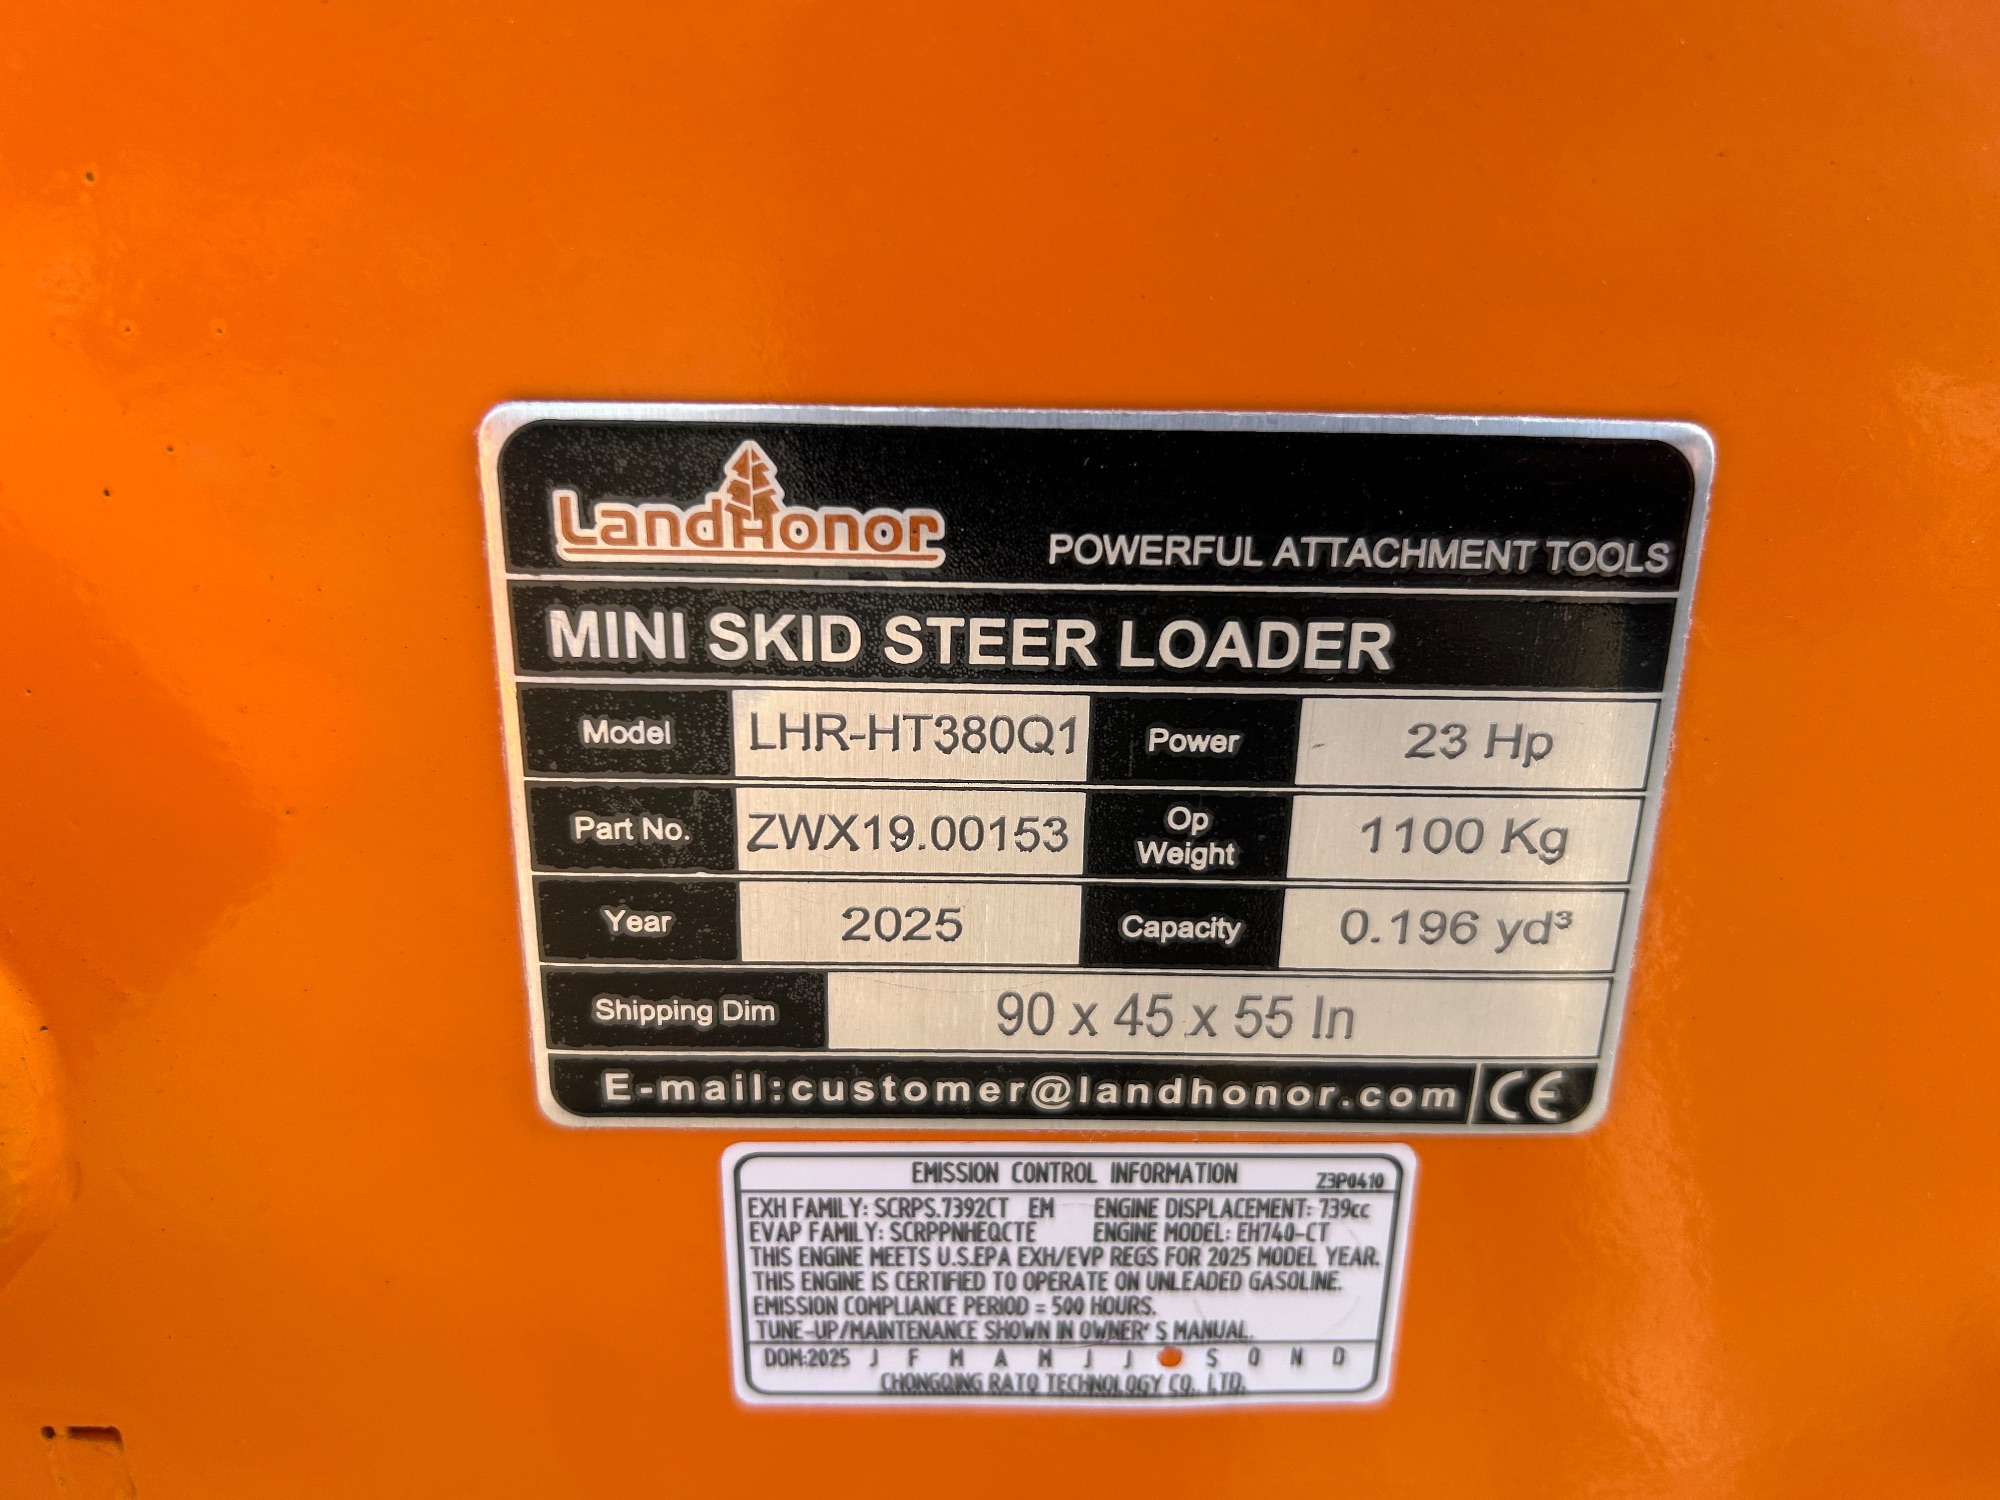 LandHonor
POWERFUL ATTACHMENT TOOLS
MINI SKID STEER LOADER
Model LHR-HT380Q1 Power 23 Hp
Part No. ZWX19.00153 Op Weight 1100 Kg
Year 2025 Capacity 0.196 yd³
Shipping Dim 90 x 45 x 55 In
E-mail:customer@landhonor.com CE
EMISSION CONTROL INFORMATION Z3P0410
EXH FAMILY: SCRPS.7392CT EM ENGINE DISPLACEMENT: 739cc
EVAP FAMILY: SCRPPNHEQCTE ENGINE MODEL: EH740-CT
THIS ENGINE MEETS U.S.EPA EXH/EVP REGS FOR 2025 MODEL YEAR.
THIS ENGINE IS CERTIFIED TO OPERATE ON UNLEADED GASOLINE.
EMISSION COMPLIANCE PERIOD = 500 HOURS.
TUNE-UP/MAINTENANCE SHOWN IN OWNER'S MANUAL.
DOM:2025 J F M A M J J S O N D
CHONGQING RATO TECHNOLOGY CO., LTD.